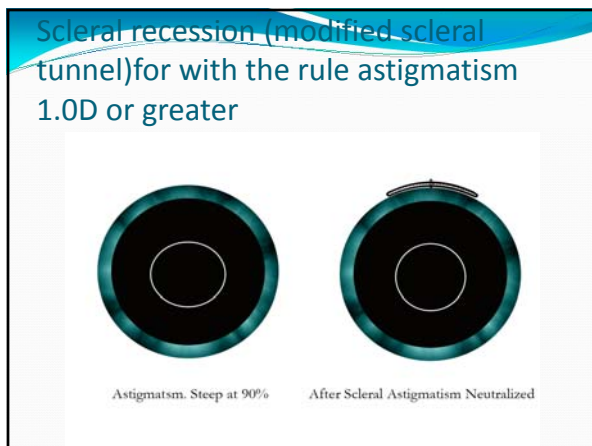 Scleral recession (modified scleral
tunnel)for with the rule astigmatism
1.0D or greater
Astigmatsm. Steep at 90%
After Scleral Astigmatism Neutralized